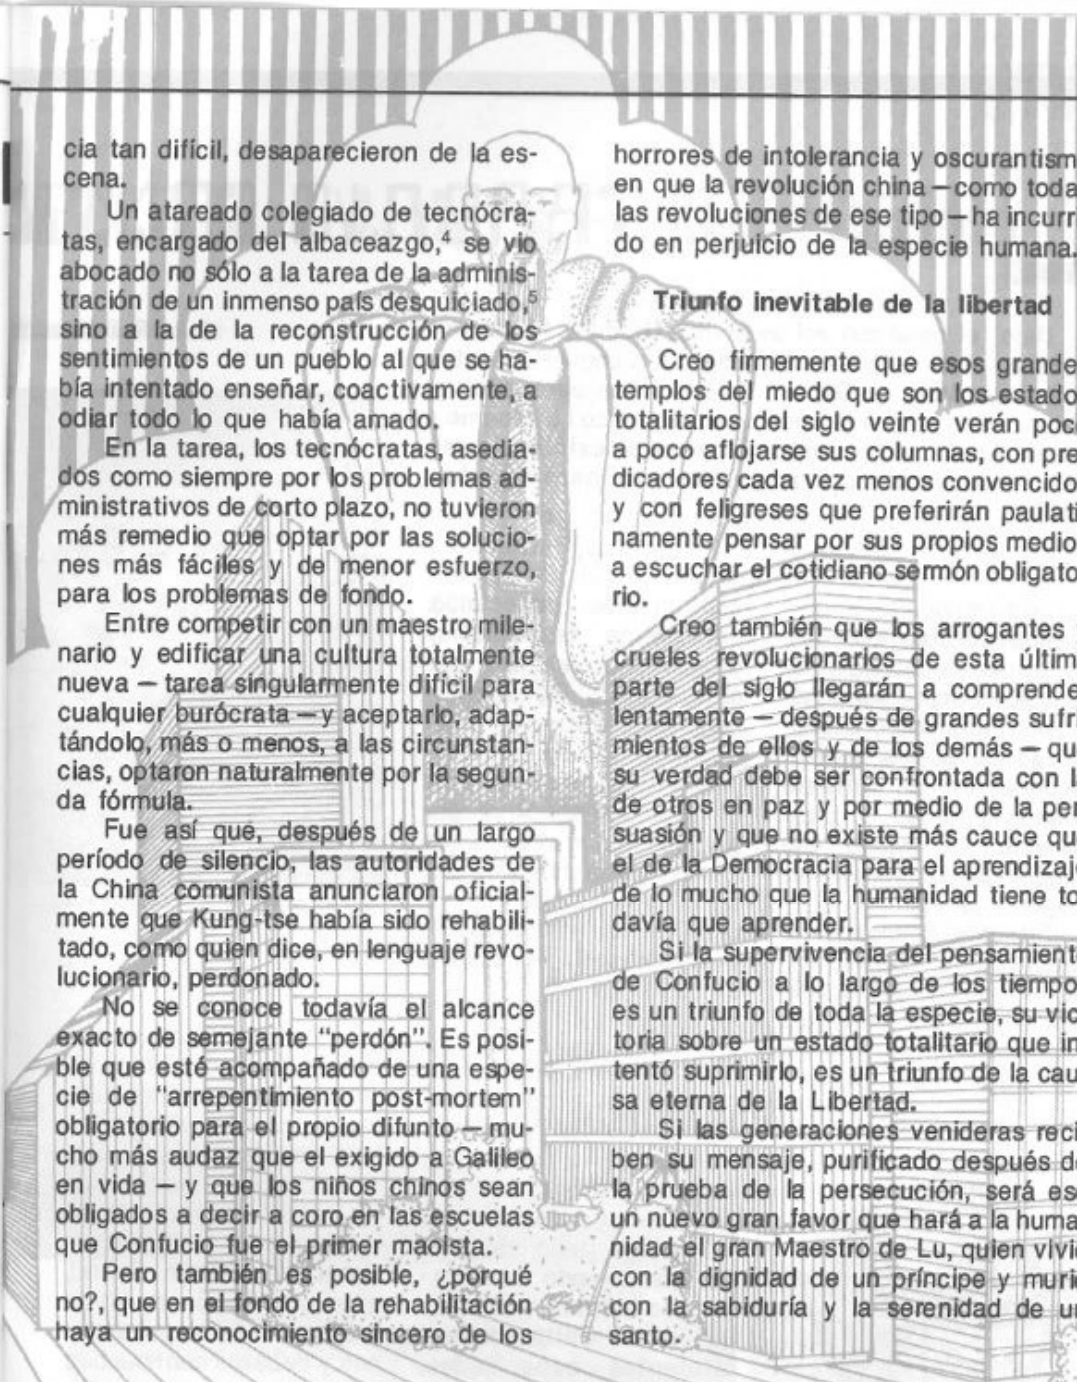 cia tan difícil, desaparecieron de la es-
cena.
Un atareado colegiado de tecnócra-
tas, encargado del albaceazgo,⁴ se vio
abocado no sólo a la tarea de la adminis-
tración de un inmenso país desquiciado,⁵
sino a la de la reconstrucción de los
sentimientos de un pueblo al que se ha-
bía intentado enseñar, coactivamente, a
odiar todo lo que había amado.
En la tarea, los tecnócratas, asedia-
dos como siempre por los problemas ad-
ministrativos de corto plazo, no tuvieron
más remedio que optar por las solucio-
nes más fáciles y de menor esfuerzo,
para los problemas de fondo.
Entre competir con un maestro mile-
nario y edificar una cultura totalmente
nueva — tarea singularmente difícil para
cualquier burócrata — y aceptarlo, adap-
tándolo, más o menos, a las circunstan-
cias, optaron naturalmente por la segun-
da fórmula.
Fue así que, después de un largo
período de silencio, las autoridades de
la China comunista anunciaron oficial-
mente que Kung-tse había sido rehabili-
tado, como quien dice, en lenguaje revo-
lucionario, perdonado.
No se conoce todavía el alcance
exacto de semejante "perdón". Es posi-
ble que esté acompañado de una espe-
cie de "arrepentimiento post-mortem"
obligatorio para el propio difunto — mu-
cho más audaz que el exigido a Galileo
en vida — y que los niños chinos sean
obligados a decir a coro en las escuelas
que Confucio fue el primer maoísta.
Pero también es posible, ¿porqué
no?, que en el fondo de la rehabilitación
haya un reconocimiento sincero de los
horrores de intolerancia y oscurantism
en que la revolución china — como toda
las revoluciones de ese tipo — ha incurri
do en perjuicio de la especie humana.
Triunfo inevitable de la libertad
Creo firmemente que esos grande
templos del miedo que son los estado
totalitarios del siglo veinte verán poc
a poco aflojarse sus columnas, con pre
dicadores cada vez menos convencido
y con feligreses que preferirán paulati
namente pensar por sus propios medio
a escuchar el cotidiano sermón obligato
rio.
Creo también que los arrogantes
crueles revolucionarios de esta últim
parte del siglo llegarán a comprende
lentamente — después de grandes sufri
mientos de ellos y de los demás — qu
su verdad debe ser confrontada con l
de otros en paz y por medio de la per
suasión y que no existe más cauce qu
el de la Democracia para el aprendizaj
de lo mucho que la humanidad tiene to
davía que aprender.
Si la supervivencia del pensamient
de Confucio a lo largo de los tiempo
es un triunfo de toda la especie, su vic
toria sobre un estado totalitario que in
tentó suprimirlo, es un triunfo de la cau
sa eterna de la Libertad.
Si las generaciones venideras reci
ben su mensaje, purificado después de
la prueba de la persecución, será es
un nuevo gran favor que hará a la huma
nidad el gran Maestro de Lu, quien vivi
con la dignidad de un príncipe y muri
con la sabiduría y la serenidad de un
santo.